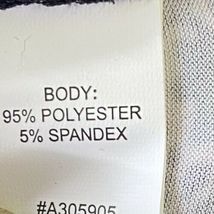 BODY:
95% POLYESTER
5% SPANDEX
#A305905